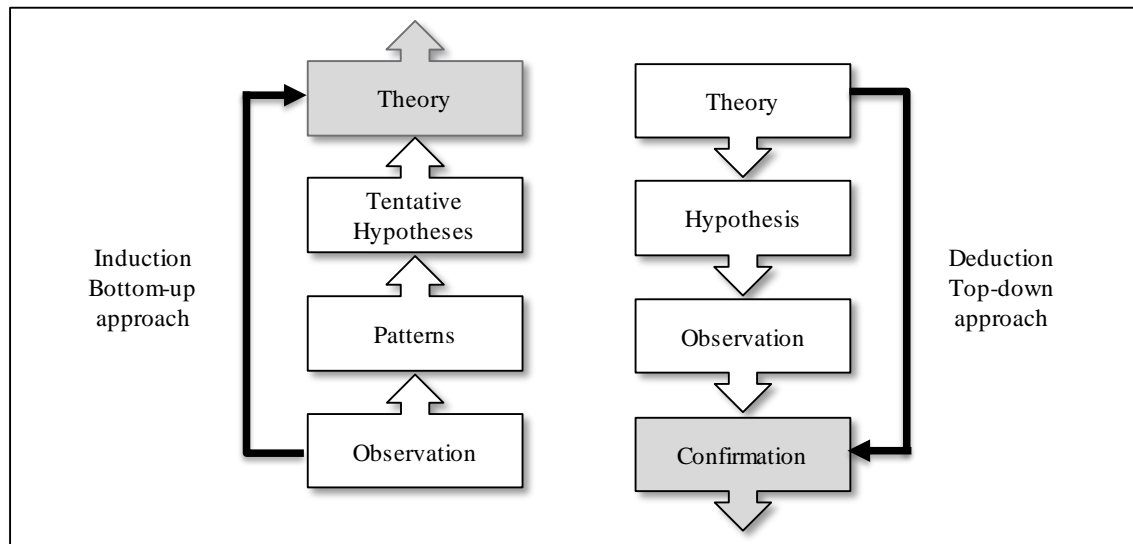 Theory
Tentative
Hypotheses
Patterns
Observation
Induction
Bottom-up
approach
Theory
Hypothesis
Observation
Confirmation
Deduction
Top-down
approach